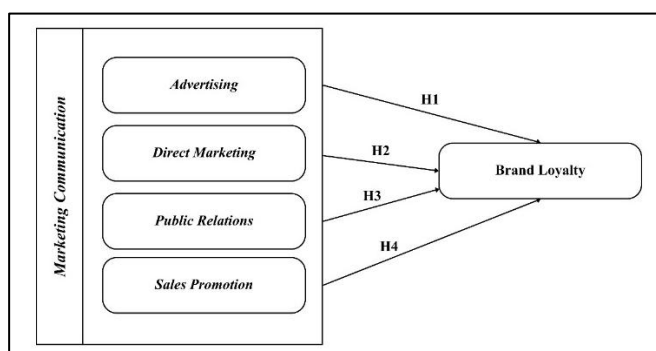 Marketing Communication
Advertising
Direct Marketing
Public Relations
Sales Promotion
H1
H2
H3
H4
Brand Loyalty